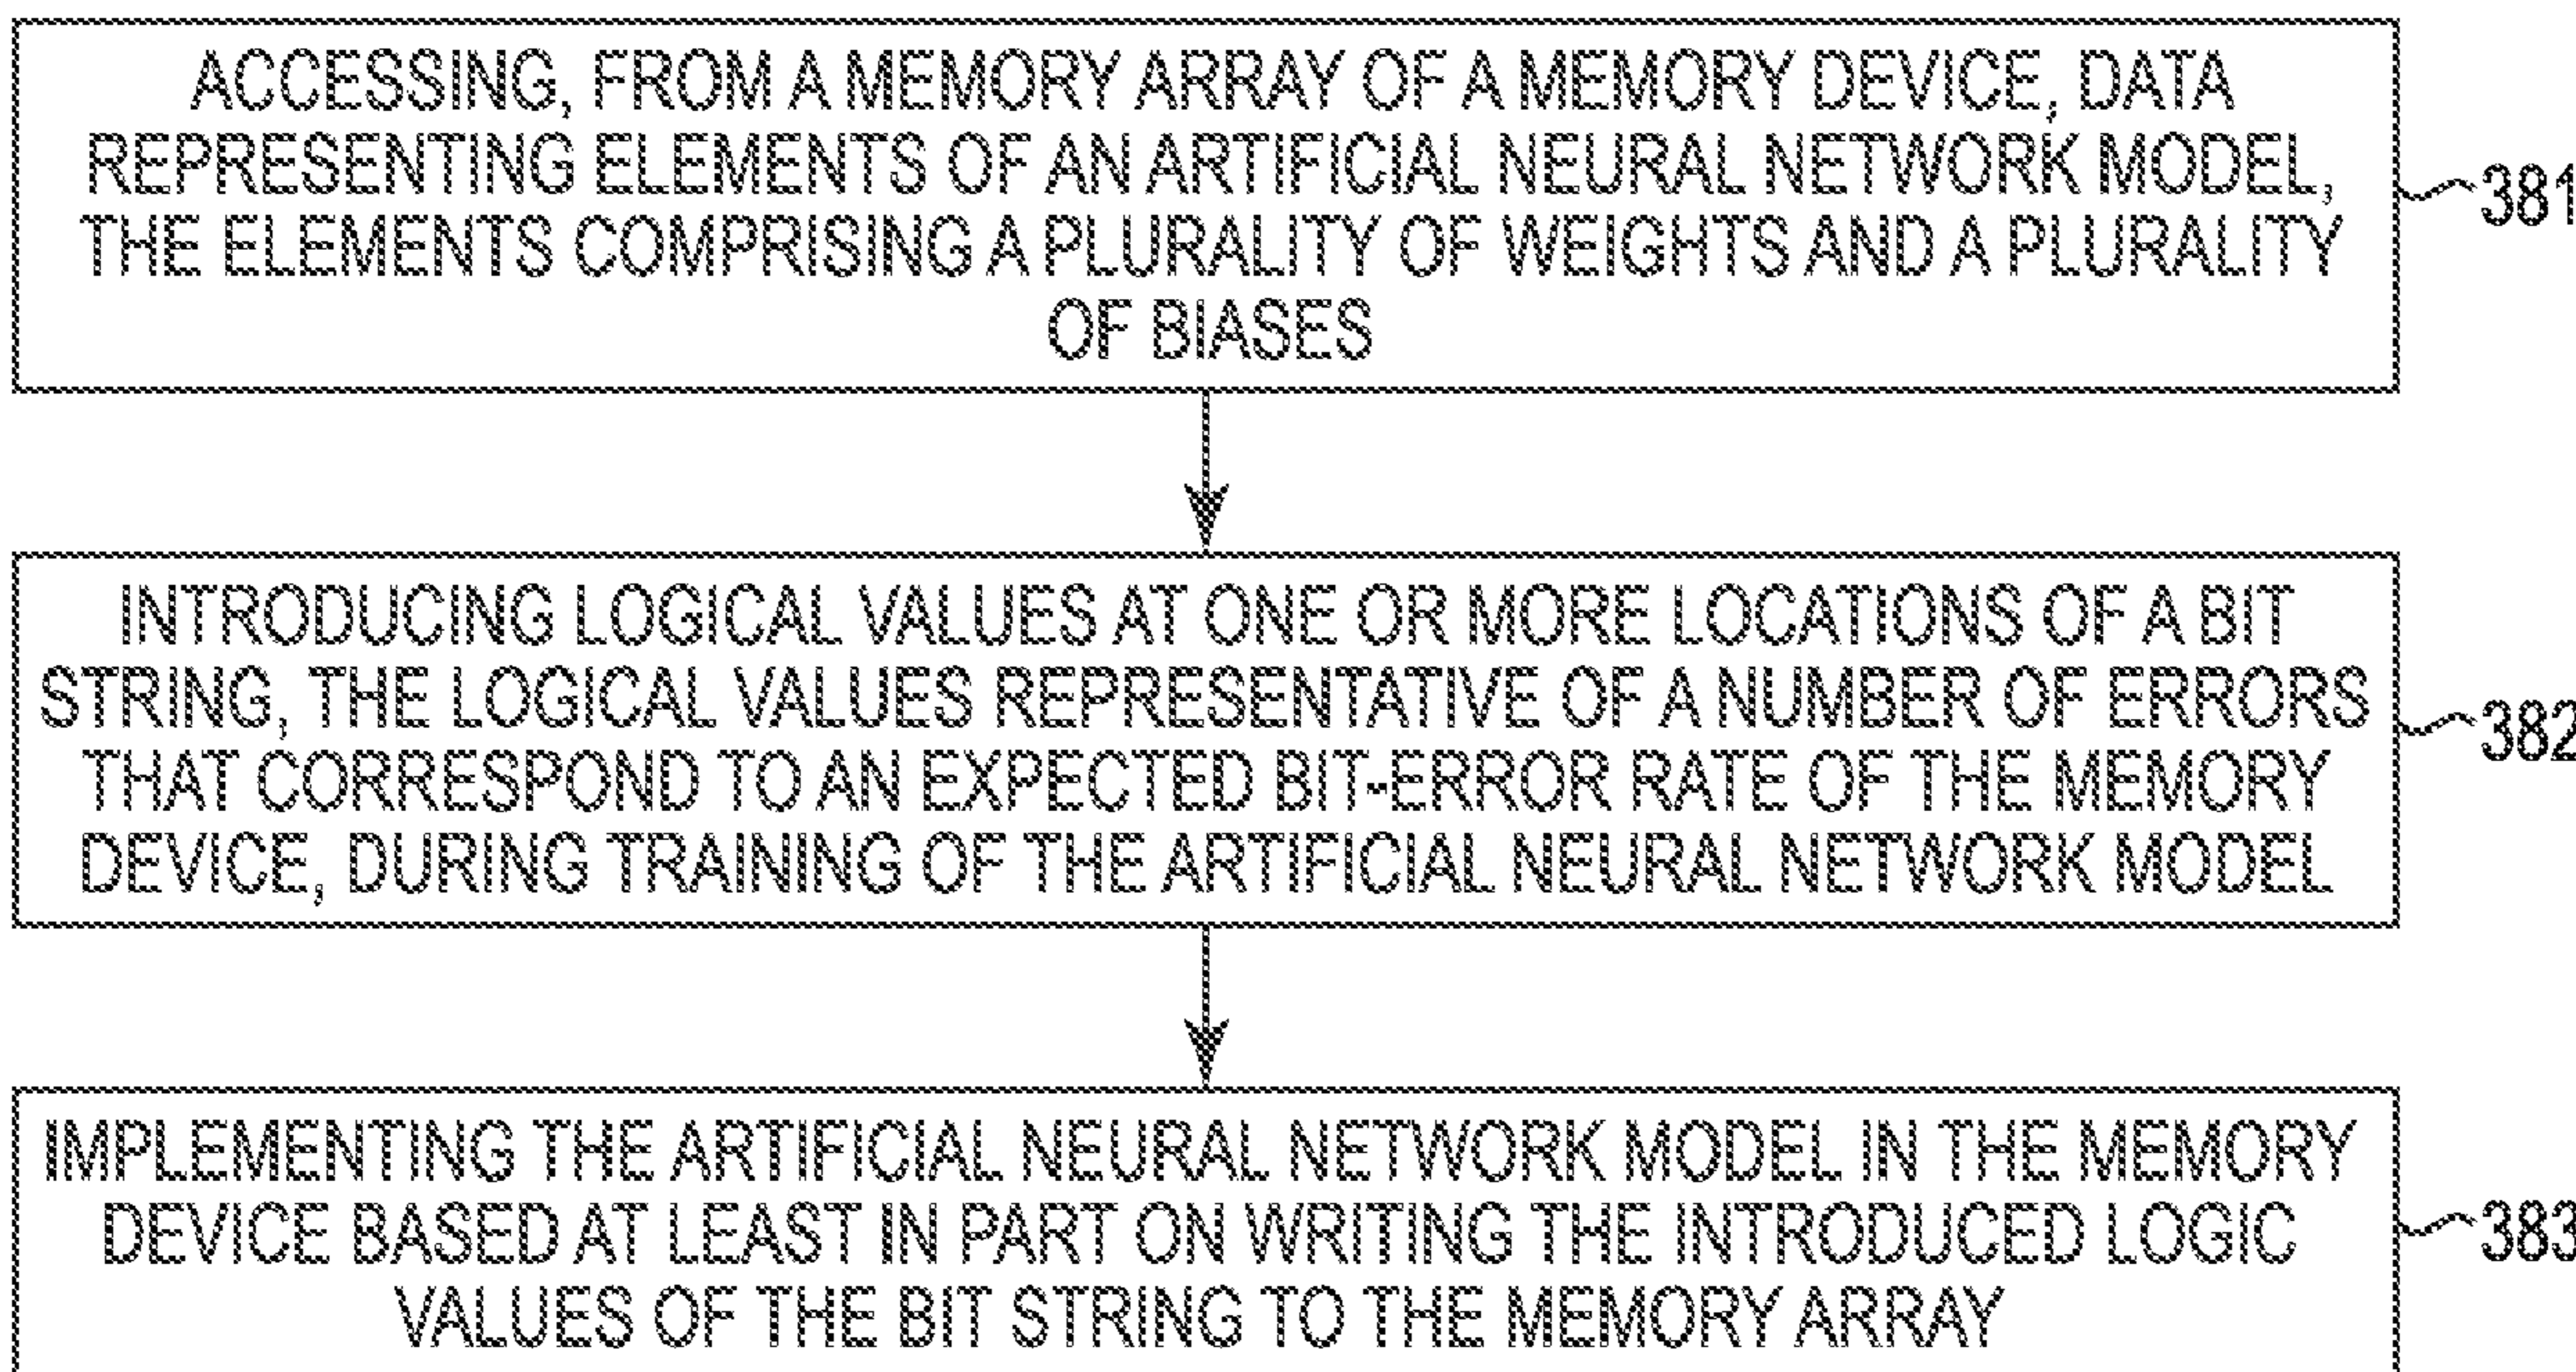 ACCESSING, FROM A MEMORY ARRAY OF A MEMORY DEVICE, DATA
REPRESENTING ELEMENTS OF AN ARTIFICIAL NEURAL NETWORK MODEL,
THE ELEMENTS COMPRISING A PLURALITY OF WEIGHTS AND A PLURALITY
OF BIASES
381
INTRODUCING LOGICAL VALUES AT ONE OR MORE LOCATIONS OF A BIT
STRING, THE LOGICAL VALUES REPRESENTATIVE OF A NUMBER OF ERRORS
THAT CORRESPOND TO AN EXPECTED BIT-ERROR RATE OF THE MEMORY
DEVICE, DURING TRAINING OF THE ARTIFICIAL NEURAL NETWORK MODEL
382
IMPLEMENTING THE ARTIFICIAL NEURAL NETWORK MODEL IN THE MEMORY
DEVICE BASED AT LEAST IN PART ON WRITING THE INTRODUCED LOGIC
VALUES OF THE BIT STRING TO THE MEMORY ARRAY
383